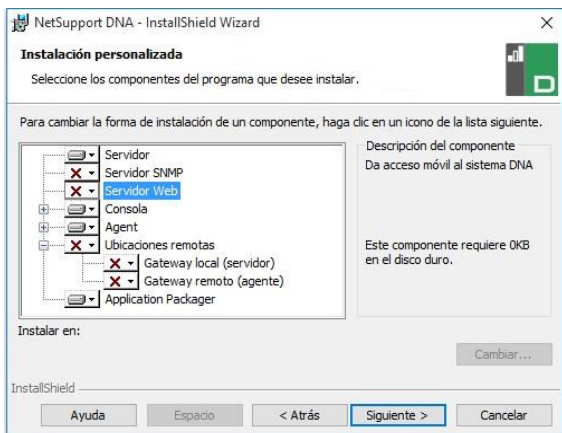 NetSupport DNA - InstallShield Wizard
Instalación personalizada
Seleccione los componentes del programa que desee instalar.
D
Para cambiar la forma de instalación de un componente, haga clic en un icono de la lista siguiente.
Servidor
Servidor SNMP
Servidor Web
Consola
Agent
Ubicaciones remotas
Gateway local (servidor)
Gateway remoto (agente)
Application Packager
Descripción del componente
Da acceso móvil al sistema DNA
Este componente requiere 0KB
en el disco duro.
Instalar en:
Cambiar...
InstallShield
Ayuda
Espacio
< Atrás
Siguiente >
Cancelar